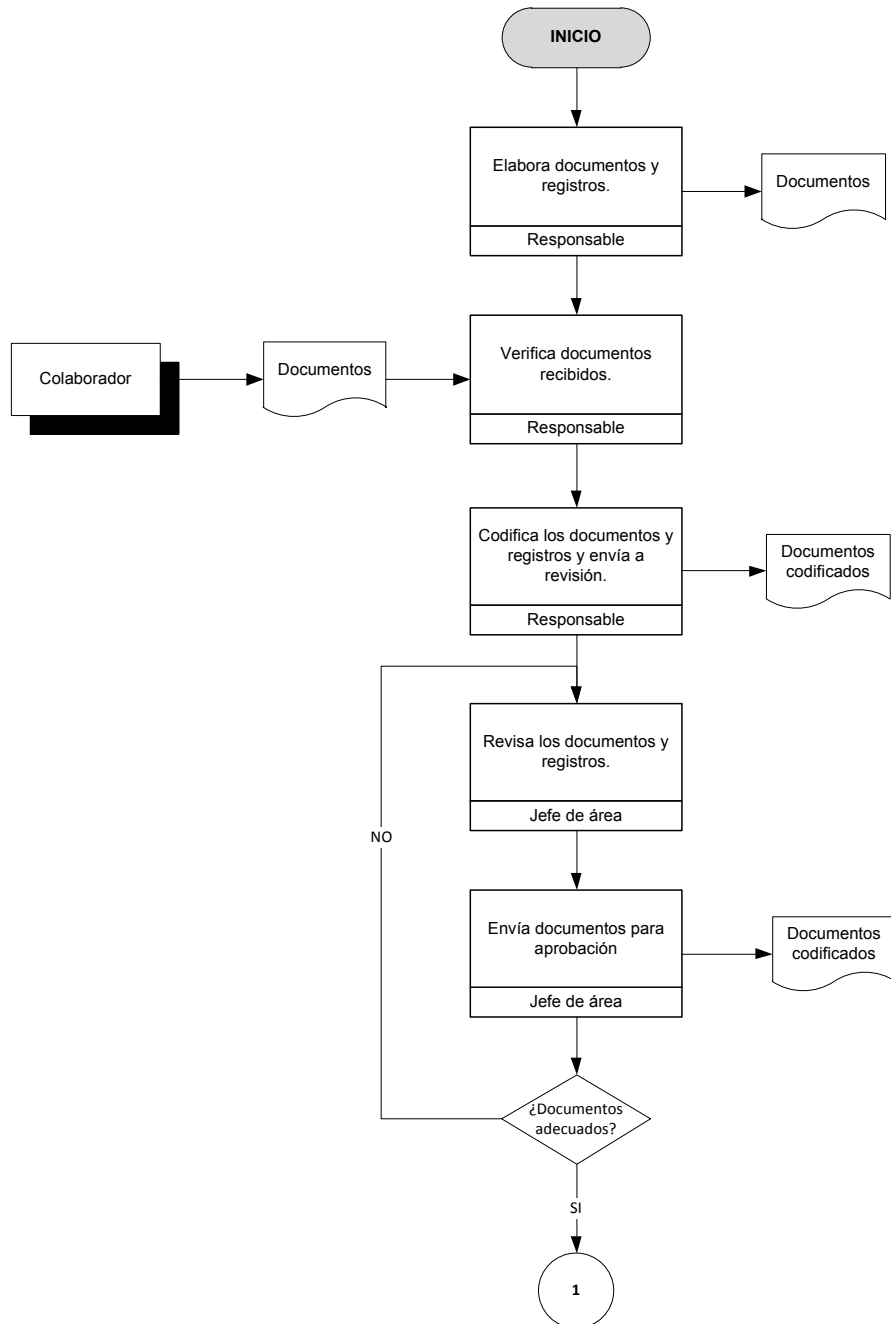 INICIO
Elabora documentos y
registros.
Responsable
Documentos
Colaborador
Documentos
Verifica documentos
recibidos.
Responsable
Codifica los documentos y
registros y envía a
revisión.
Responsable
Documentos
codificados
Revisa los documentos y
registros.
Jefe de área
NO
Envía documentos para
aprobación
Jefe de área
Documentos
codificados
¿Documentos
adecuados?
SI
1